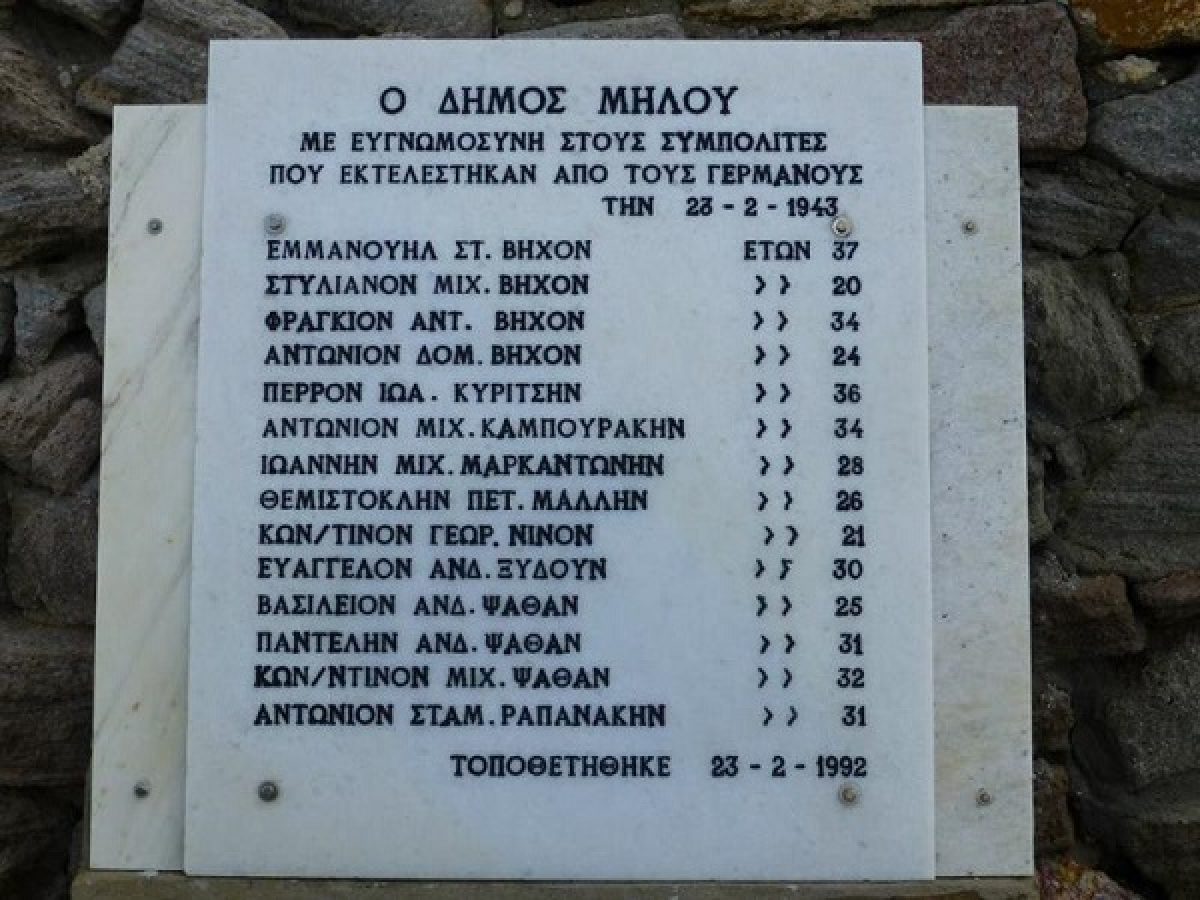 Ο ΔΗΜΟΣ ΜΗΛΟΥ
ΜΕ ΕΥΓΝΩΜΟΣΥΝΗ ΣΤΟΥΣ ΣΥΜΠΟΛΙΤΕΣ
ΠΟΥ ΕΚΤΕΛΕΣΤΗΚΑΝ ΑΠΟ ΤΟΥΣ ΓΕΡΜΑΝΟΥΣ
ΤΗΝ 23 - 2 - 1943
ΕΜΜΑΝΟΥΗΛ ΣΤ. ΒΗΧΟΝ ΕΤΩΝ 37
ΣΤΥΛΙΑΝΟΝ ΜΙΧ. ΒΗΧΟΝ >> 20
ΦΡΑΓΚΙΟΝ ΑΝΤ. ΒΗΧΟΝ >> 34
ΑΝΤΩΝΙΟΝ ΔΟΜ. ΒΗΧΟΝ >> 24
ΠΕΡΡΟΝ ΙΩΑ. ΚΥΡΙΤΣΗΝ >> 36
ΑΝΤΩΝΙΟΝ ΜΙΧ. ΚΑΜΠΟΥΡΑΚΗΝ >> 34
ΙΩΑΝΝΗΝ ΜΙΧ. ΜΑΡΚΑΝΤΩΝΗΝ >> 28
ΘΕΜΙΣΤΟΚΛΗΝ ΠΕΤ. ΜΑΛΛΗΝ >> 26
ΚΩΝ/ΤΙΝΟΝ ΓΕΩΡ. ΝΙΝΟΝ >> 21
ΕΥΑΓΓΕΛΟΝ ΑΝΔ. ΞΥΔΟΥΝ >> 30
ΒΑΣΙΛΕΙΟΝ ΑΝΔ. ΨΑΘΑΝ >> 25
ΠΑΝΤΕΛΗΝ ΑΝΔ. ΨΑΘΑΝ >> 31
ΚΩΝ/ΝΤΙΝΟΝ ΜΙΧ. ΨΑΘΑΝ >> 32
ΑΝΤΩΝΙΟΝ ΣΤΑΜ. ΡΑΠΑΝΑΚΗΝ >> 31
ΤΟΠΟΘΕΤΗΘΗΚΕ 23 - 2 - 1992